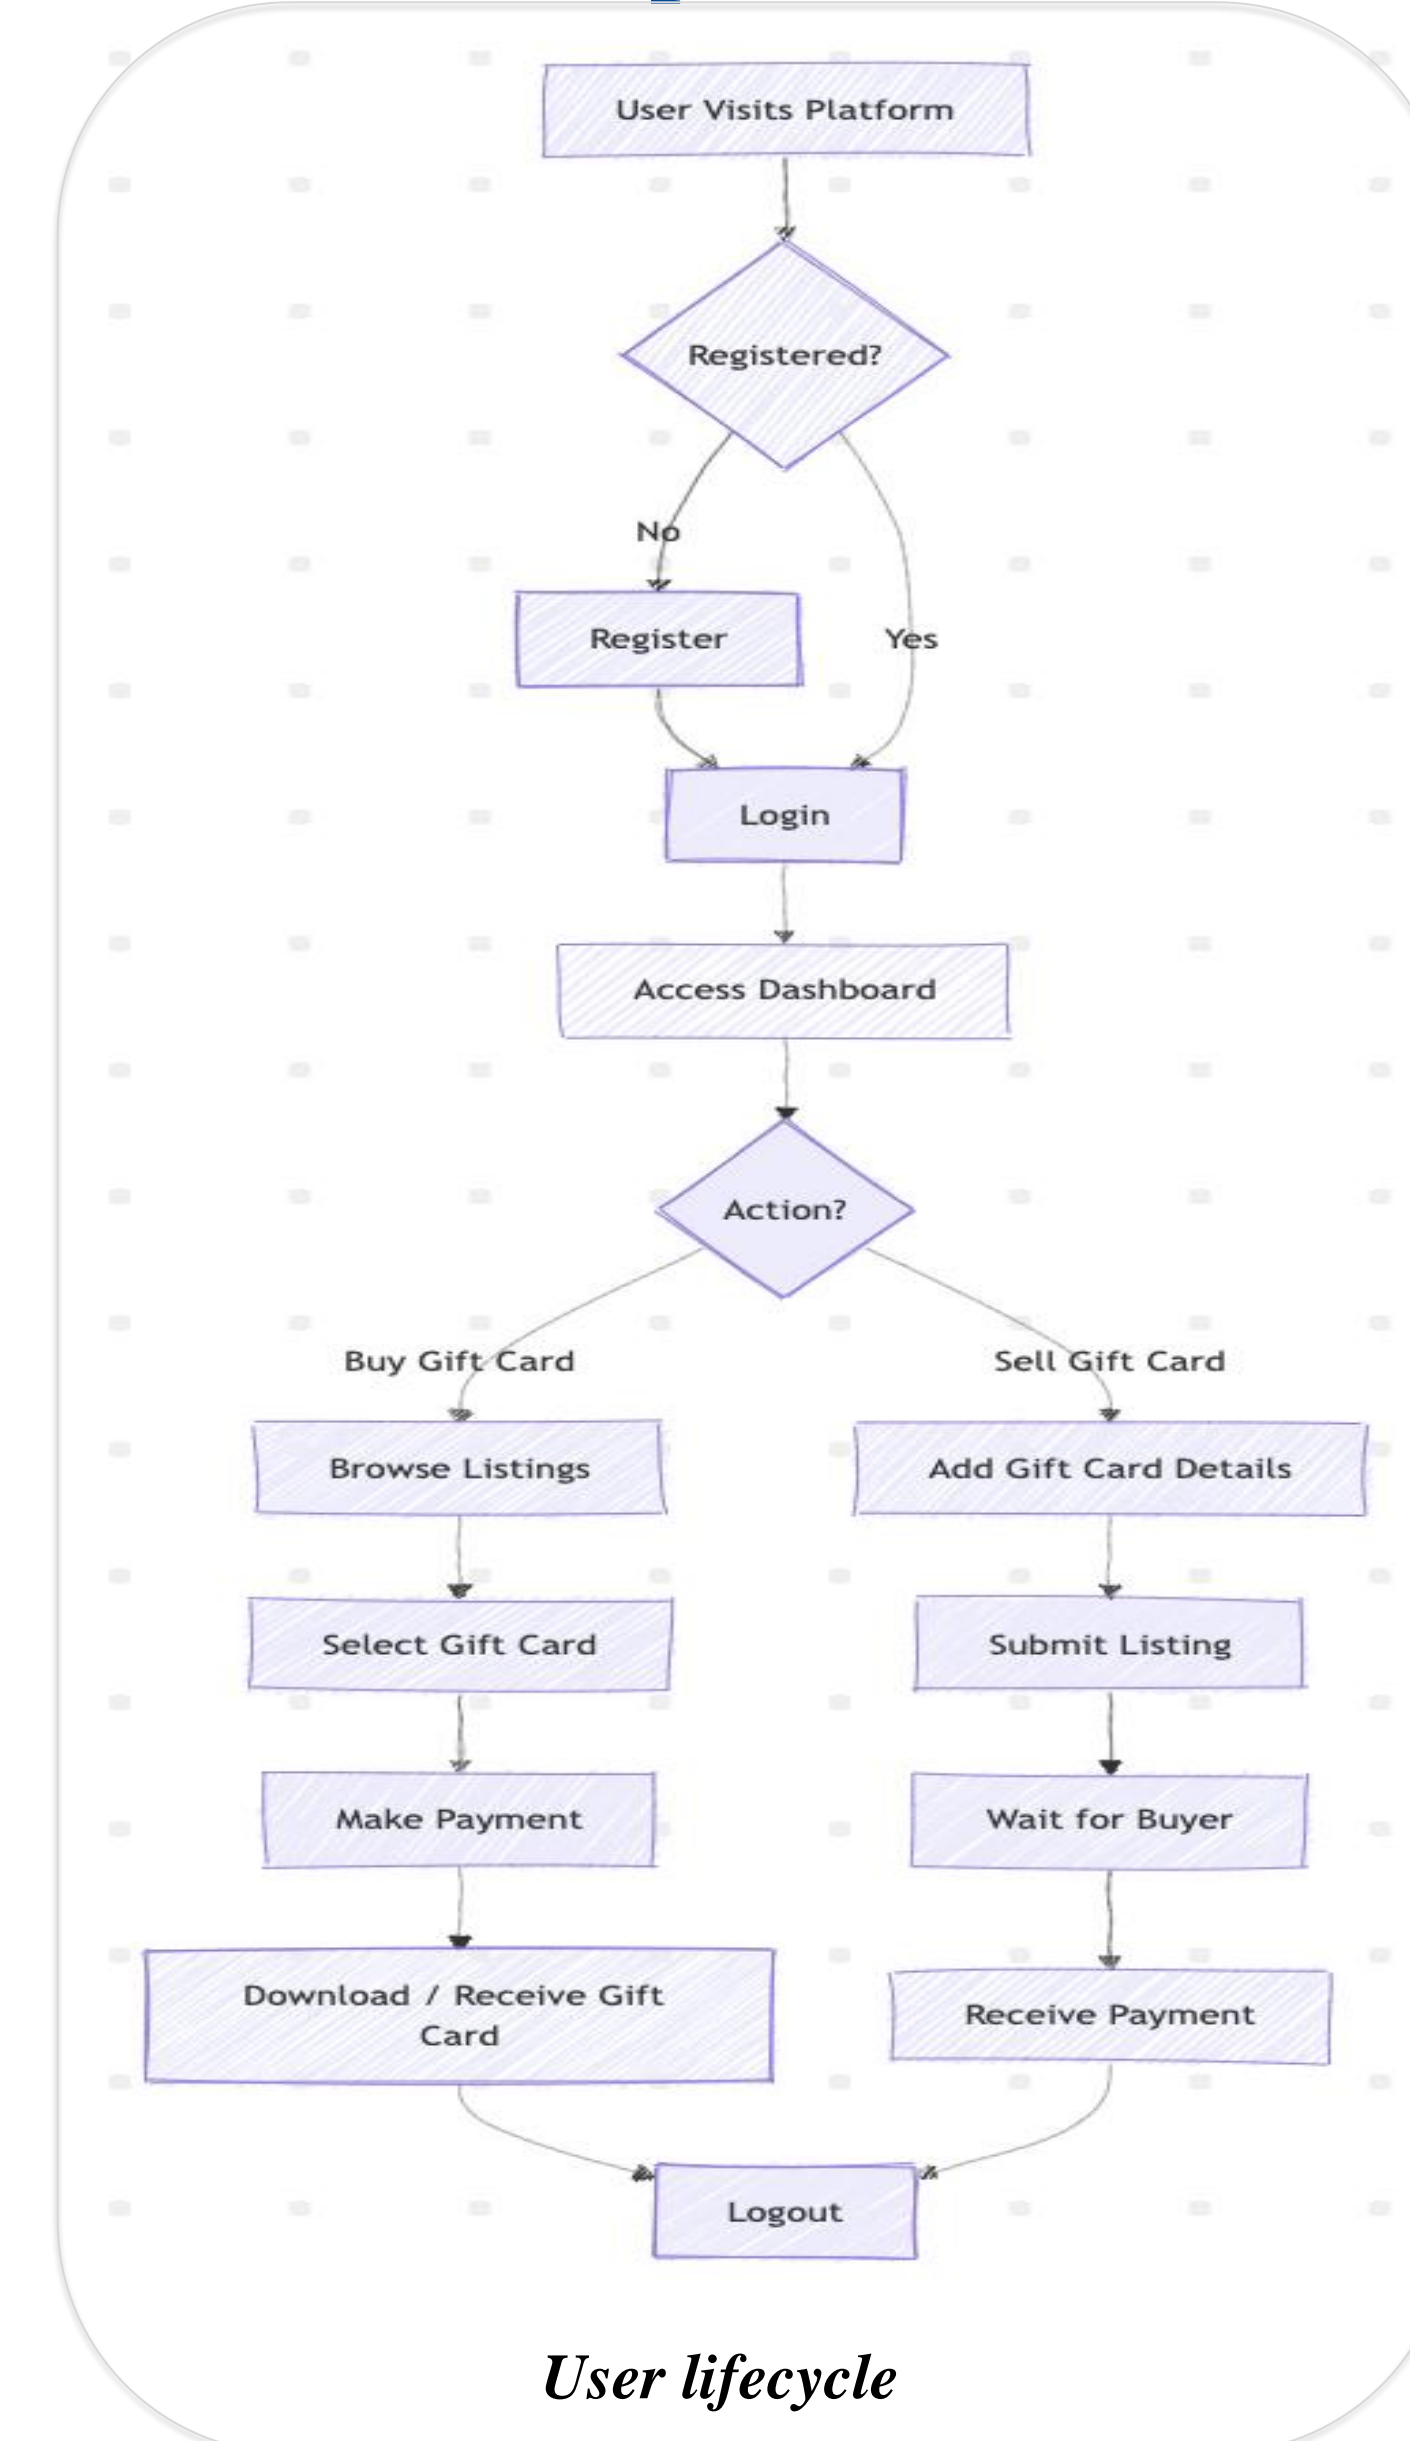 User Visits Platform
Registered?
No
Register
Yes
Login
Access Dashboard
Action?
Buy Gift Card
Sell Gift Card
Browse Listings
Add Gift Card Details
Select Gift Card
Submit Listing
Make Payment
Wait for Buyer
Download / Receive Gift
Card
Receive Payment
Logout
User lifecycle